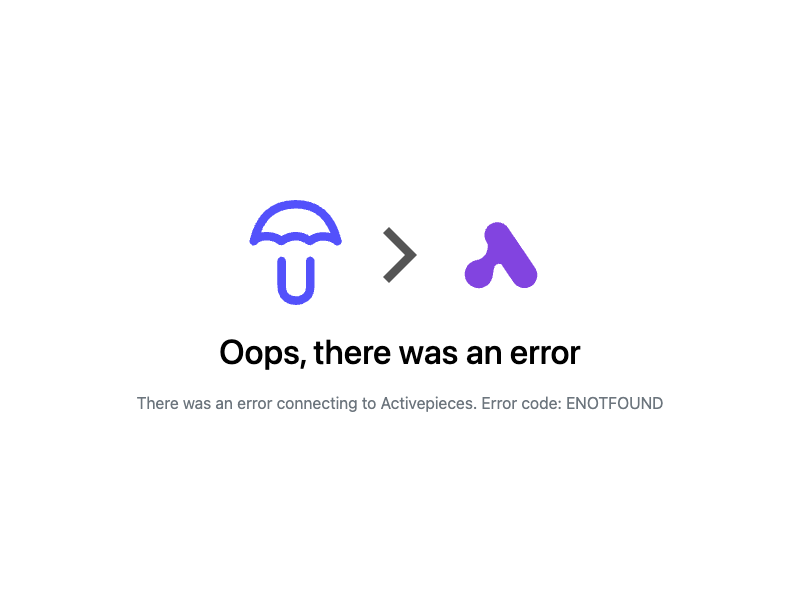 Oops, there was an error
There was an error connecting to Activepieces. Error code: ENOTFOUND